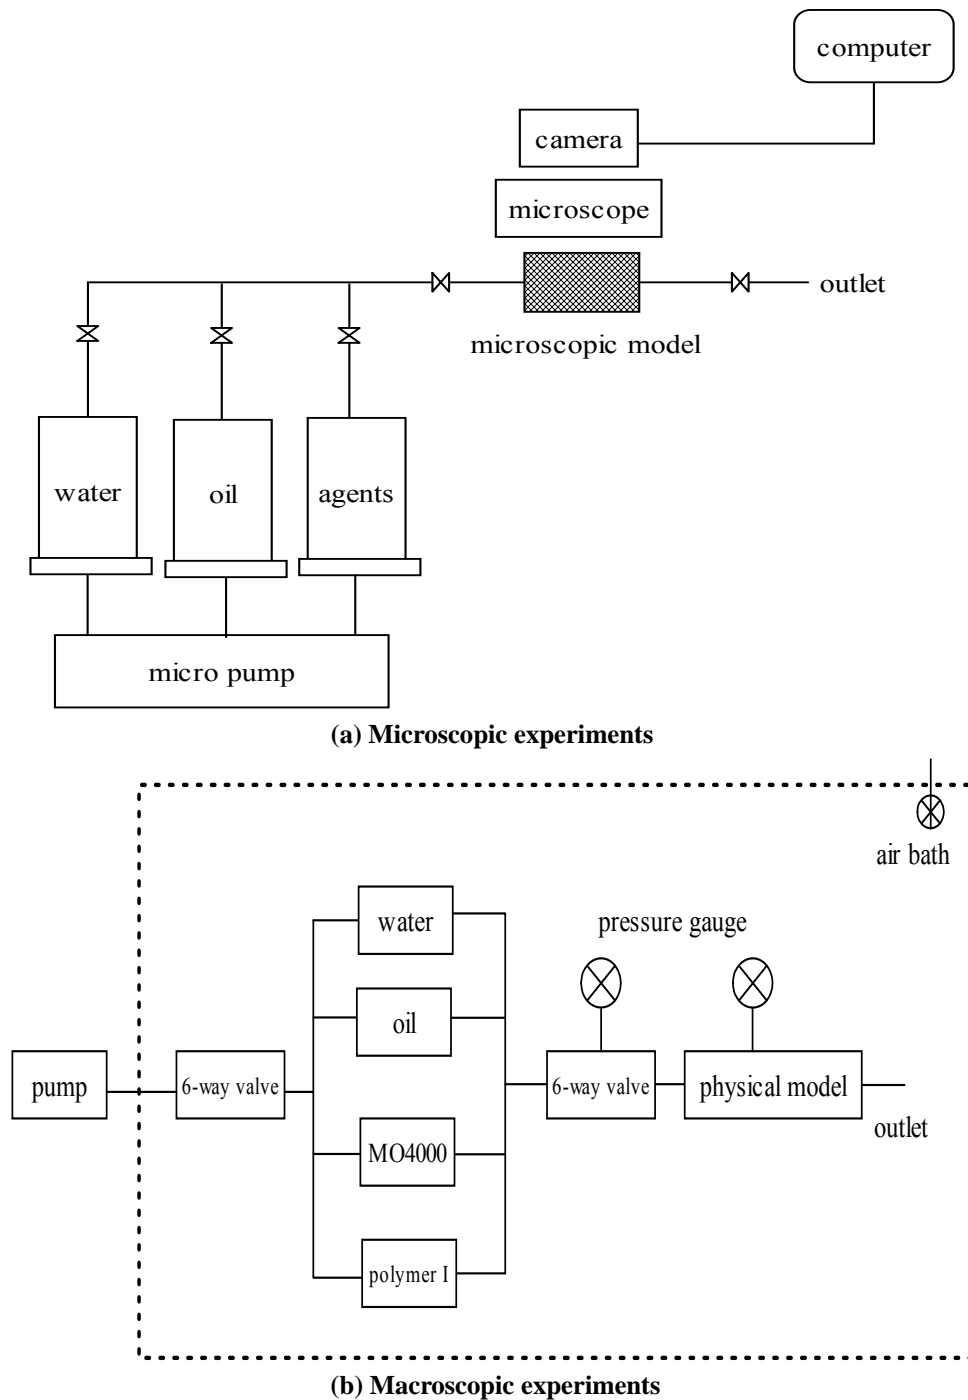 computer
camera
microscope
outlet
microscopic model
water
oil
agents
micro pump
(a) Microscopic experiments
air bath
water
pressure gauge
oil
pump
6-way valve
6-way valve
physical model
outlet
MO4000
polymer I
(b) Macroscopic experiments